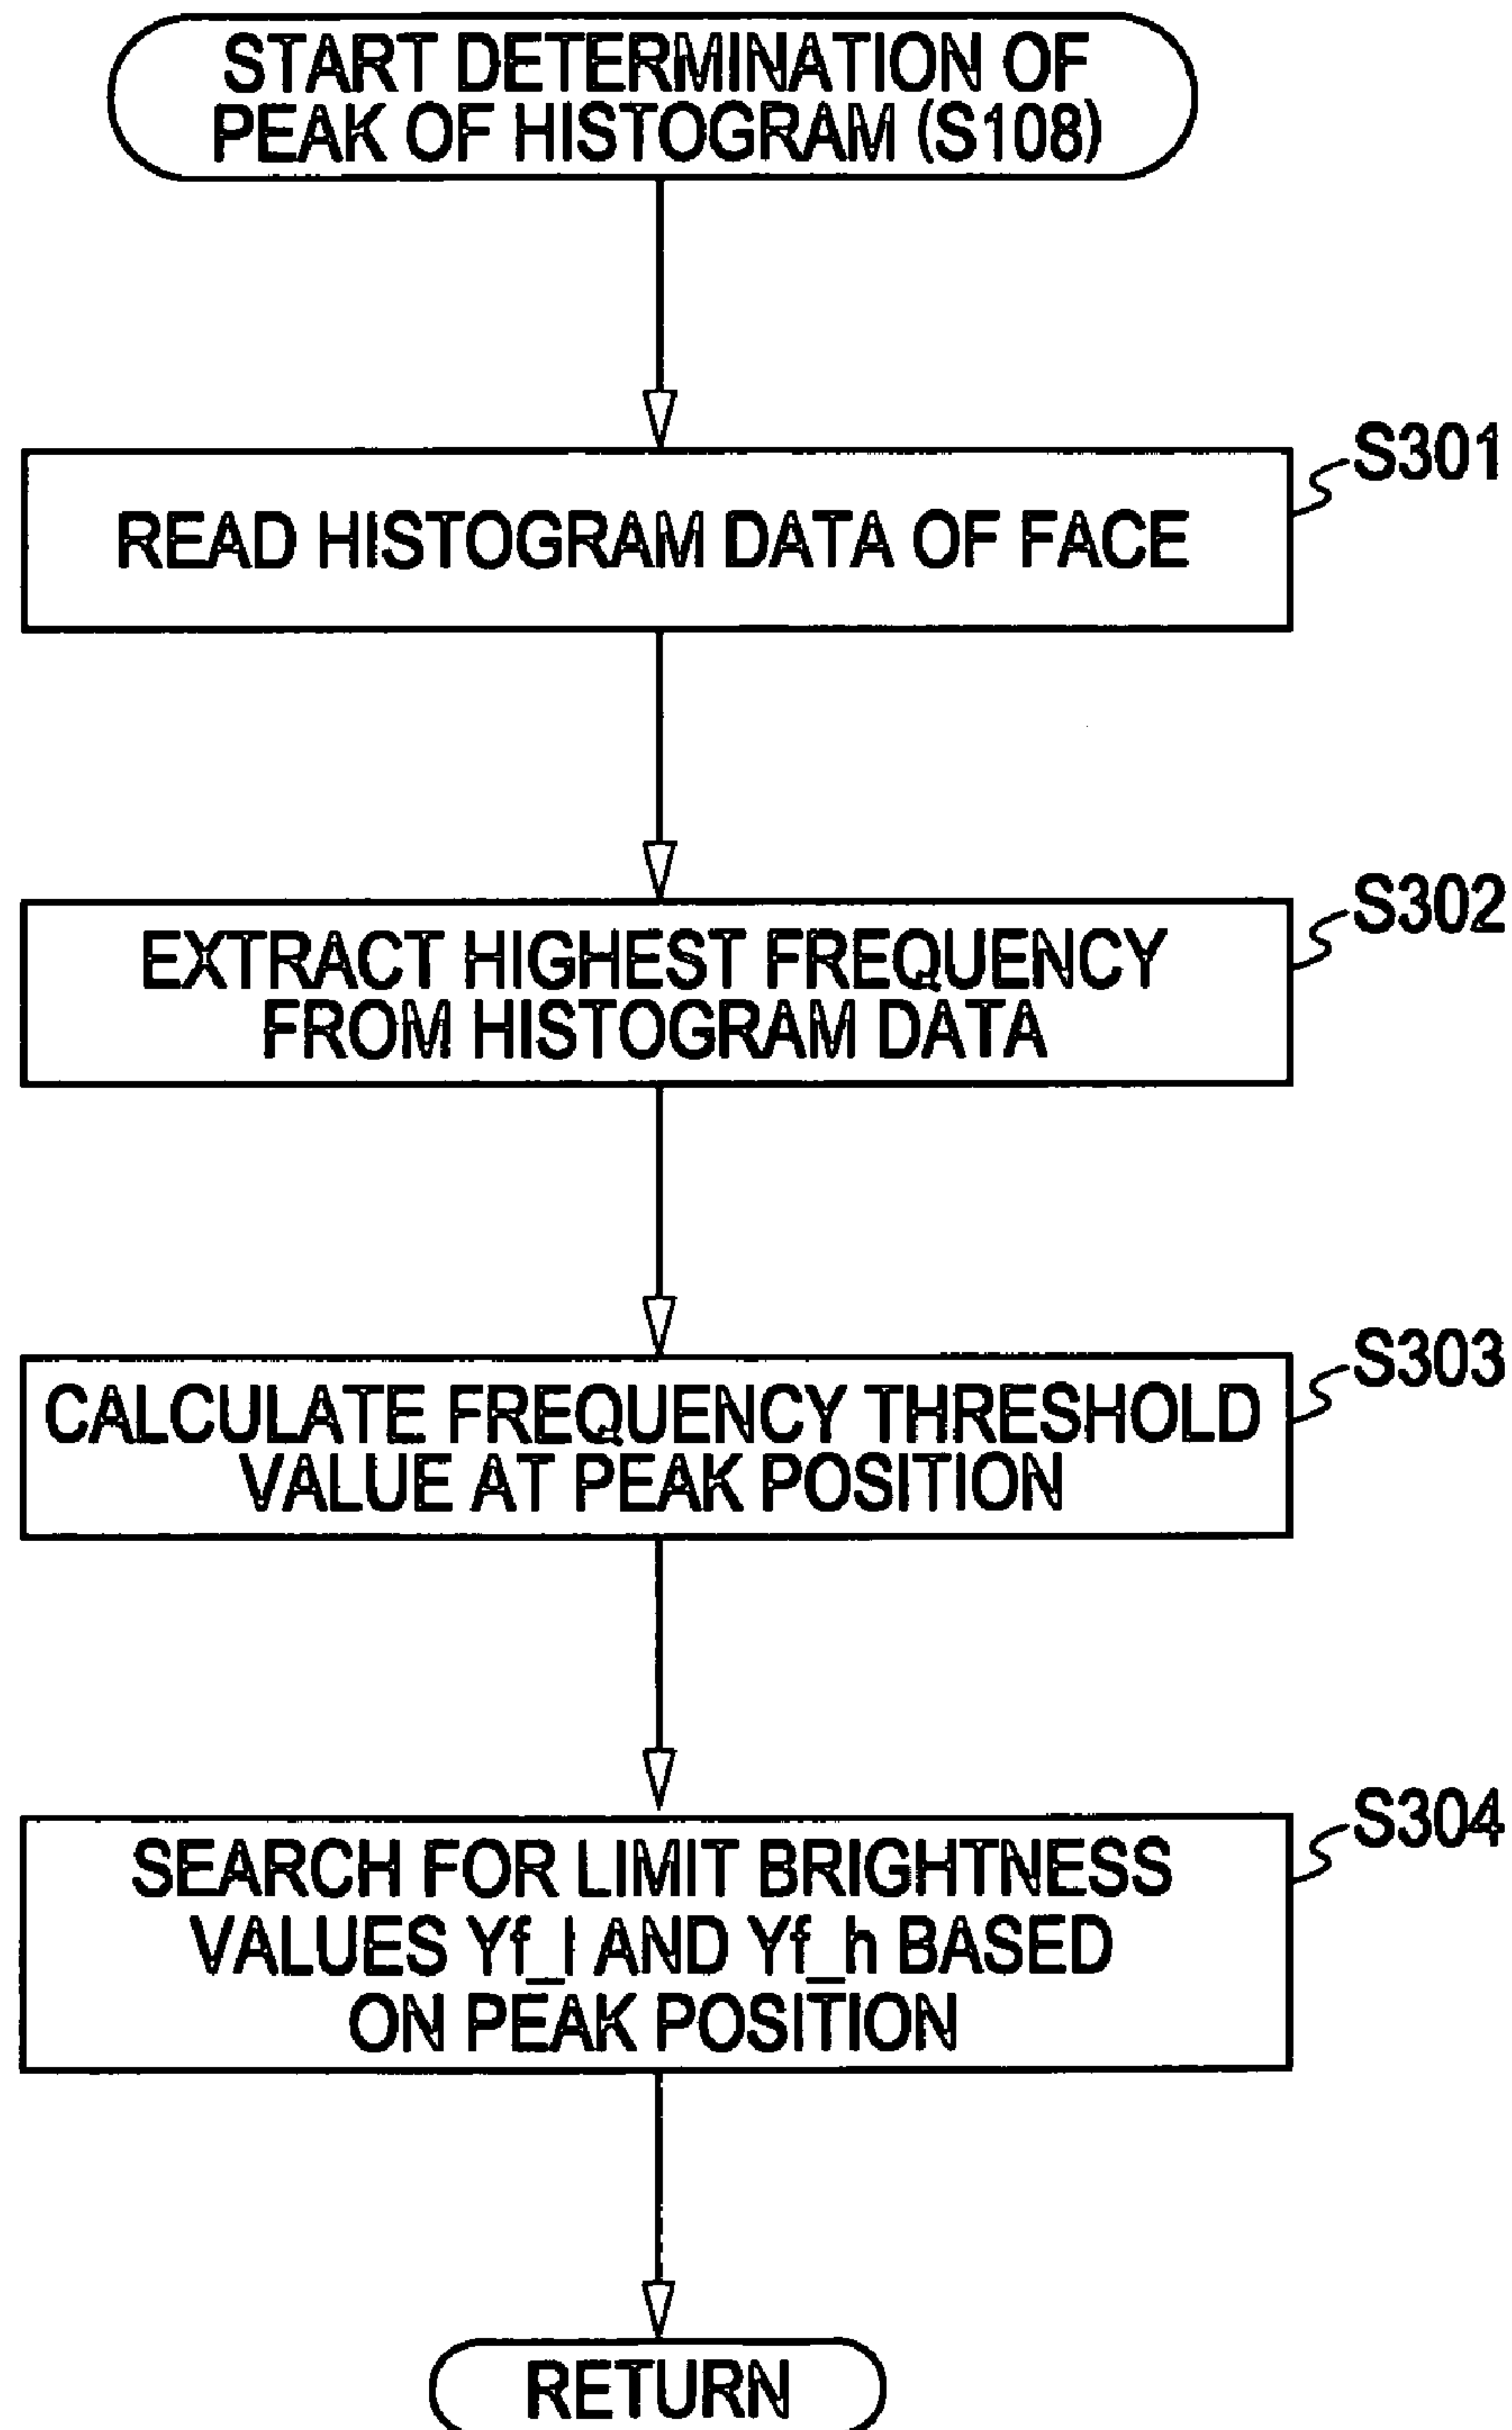 START DETERMINATION OF
PEAK OF HISTOGRAM (S108)
S301
READ HISTOGRAM DATA OF FACE
S302
EXTRACT HIGHEST FREQUENCY
FROM HISTOGRAM DATA
S303
CALCULATE FREQUENCY THRESHOLD
VALUE AT PEAK POSITION
S304
SEARCH FOR LIMIT BRIGHTNESS
VALUES Yf_l AND Yf_h BASED
ON PEAK POSITION
RETURN